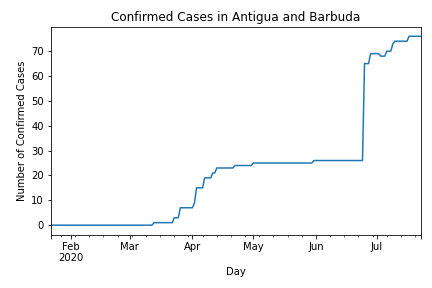 Confirmed Cases in Antigua and Barbuda
Number of Confirmed Cases
70
60
50
40
30
20
10
0
Feb Mar Apr May Jun Jul
2020
Day